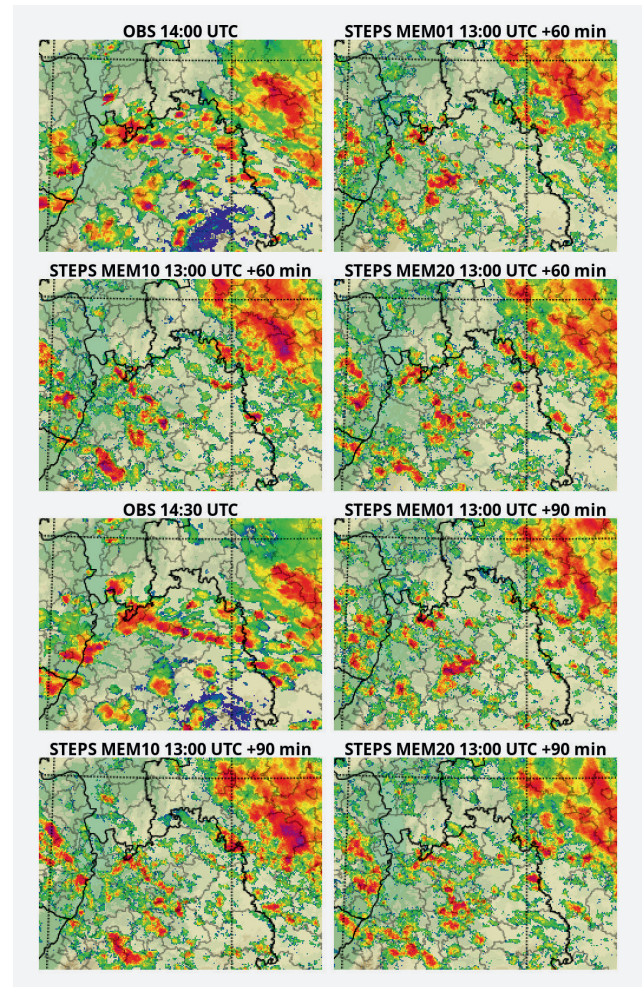 OBS 14:00 UTC
STEPS MEM01 13:00 UTC +60 min
STEPS MEM10 13:00 UTC +60 min
STEPS MEM20 13:00 UTC +60 min
OBS 14:30 UTC
STEPS MEM01 13:00 UTC +90 min
STEPS MEM10 13:00 UTC +90 min
STEPS MEM20 13:00 UTC +90 min